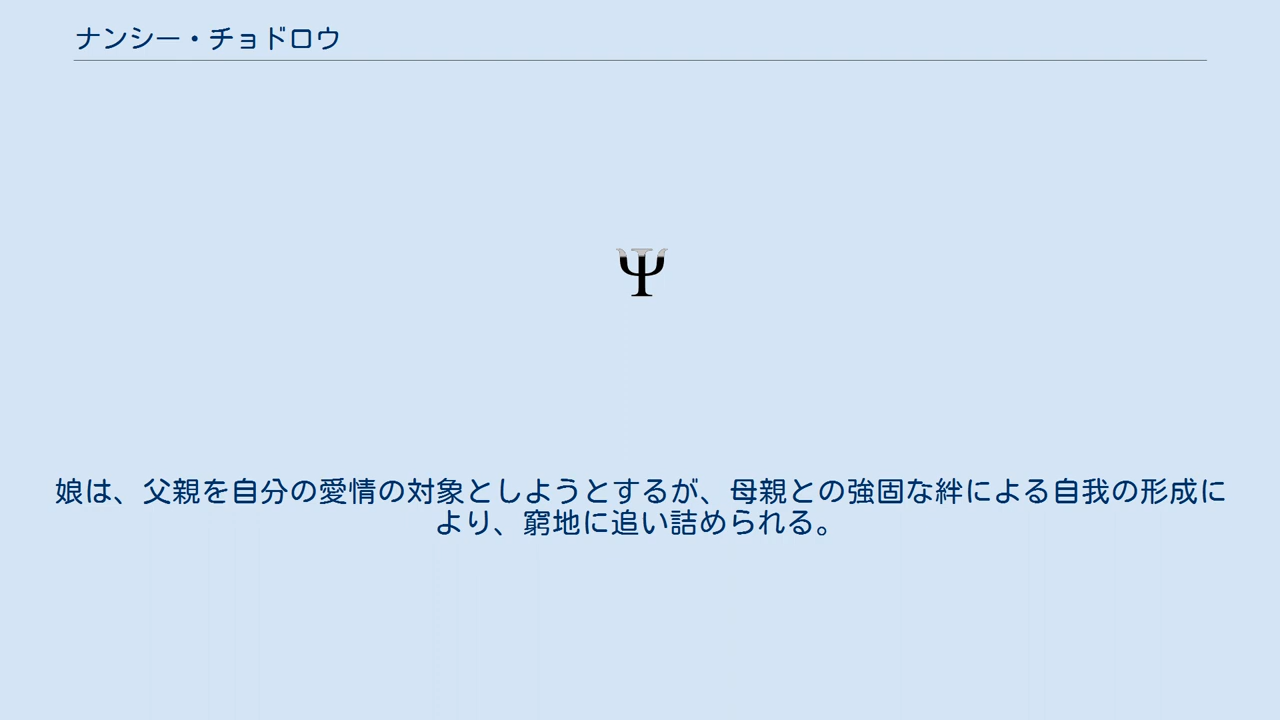 ナンシー・チョドロウ
Ψ
娘は、父親を自分の愛情の対象としようとするが、母親との強固な絆による自我の形成に
より、窮地に追い詰められる。